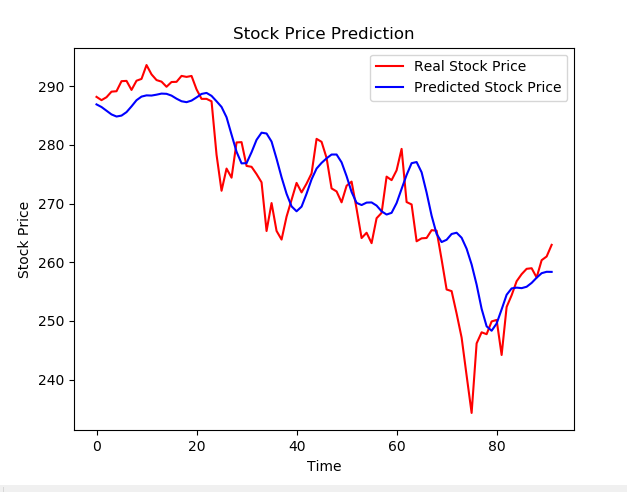 Stock Price Prediction
Real Stock Price
Predicted Stock Price
290
280
270
260
250
240
Stock Price
0 20 40 60 80
Time